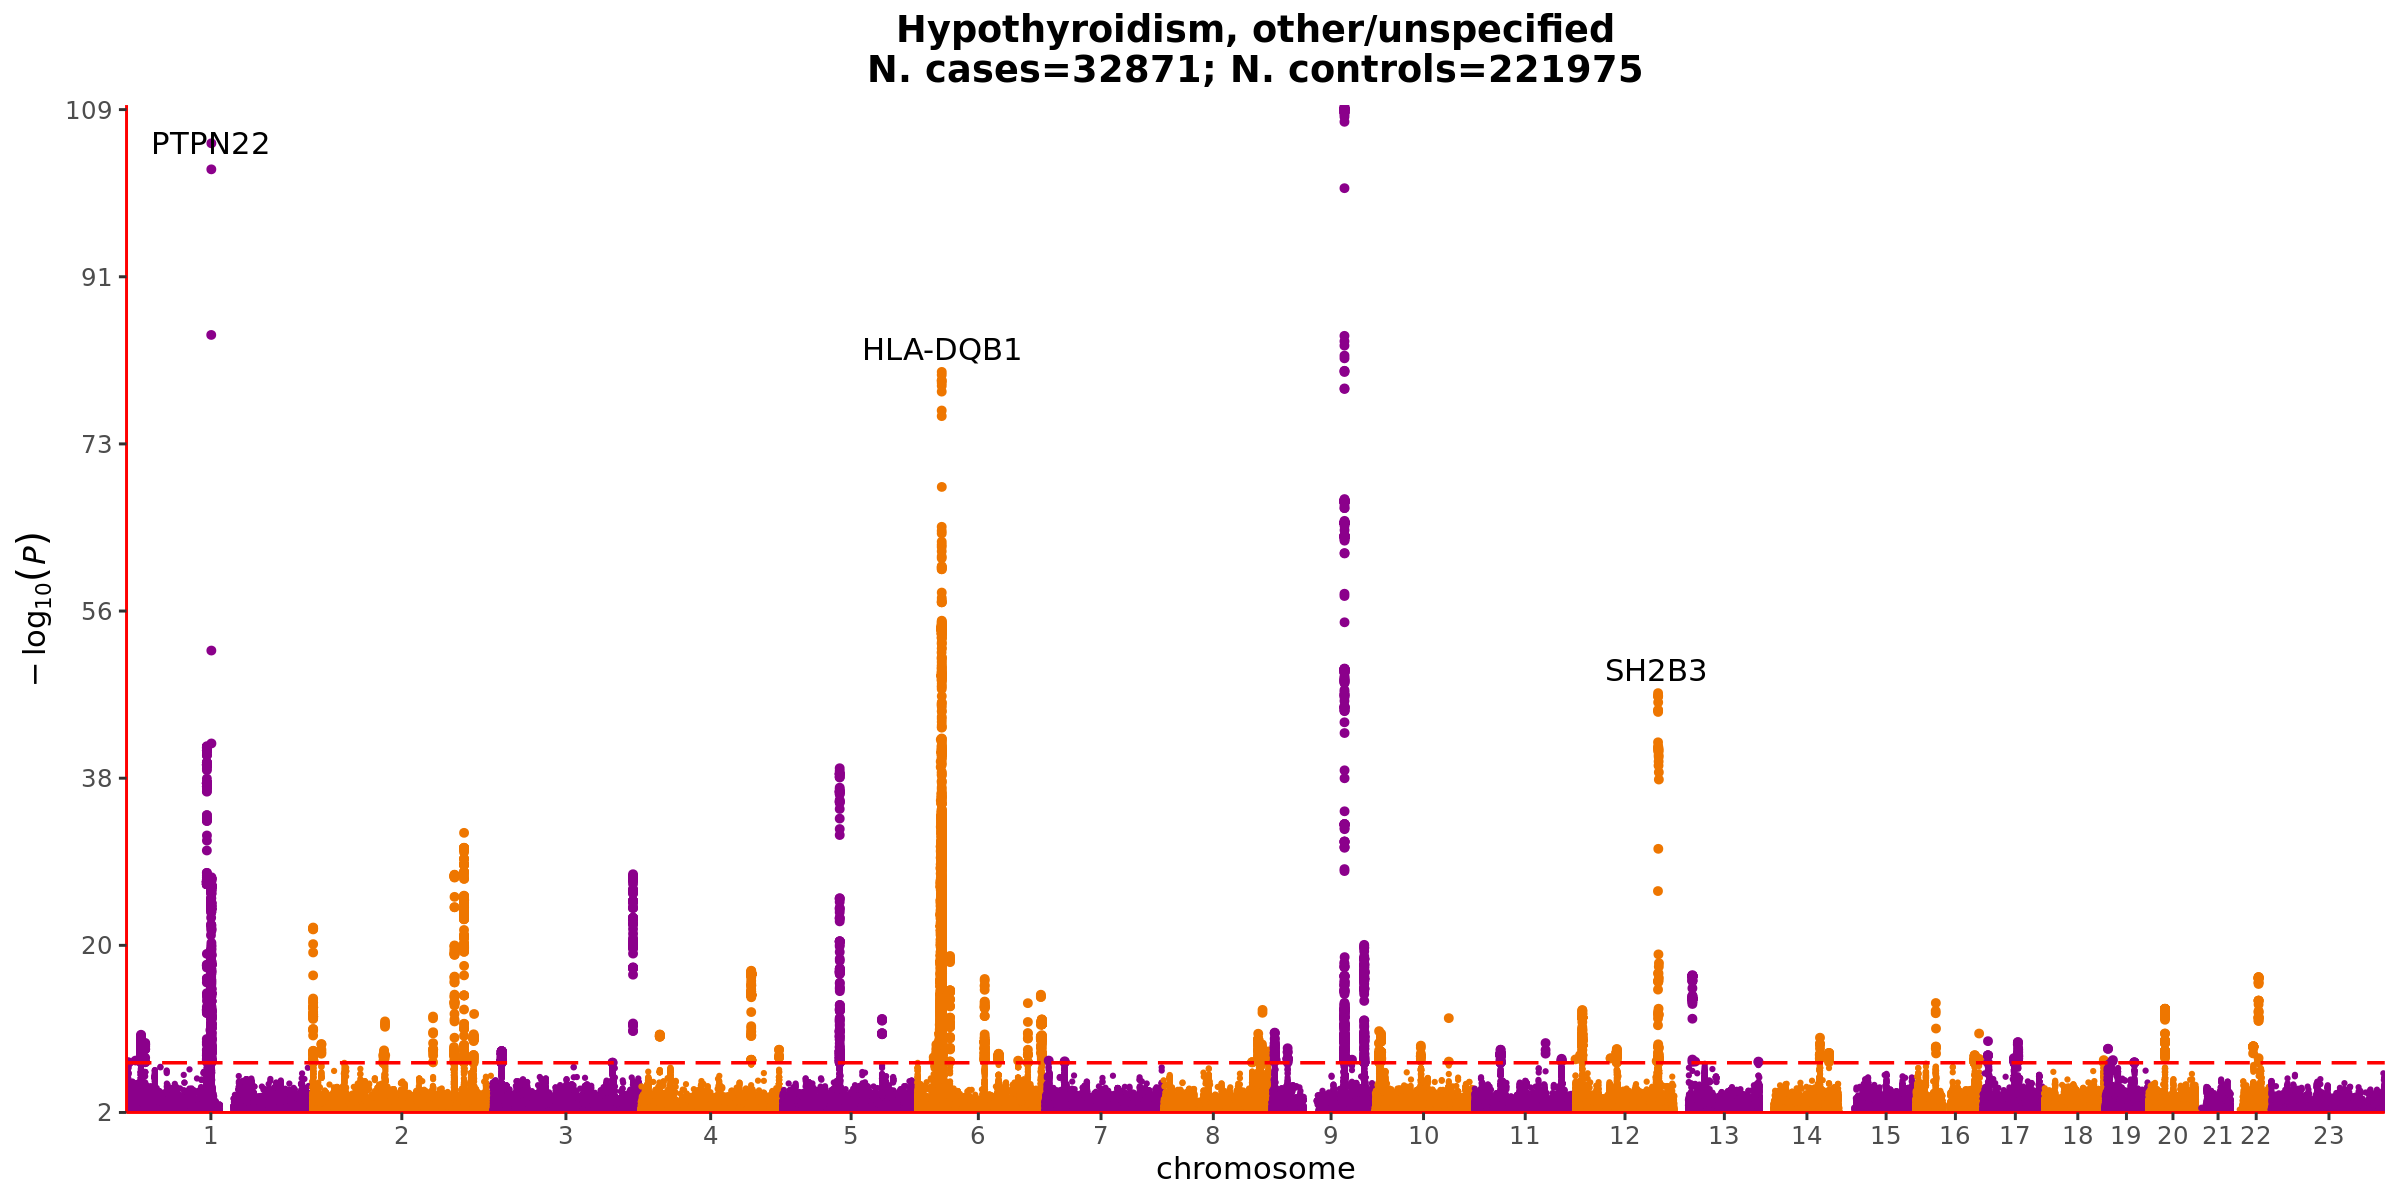 Hypothyroidism, other/unspecified
N. cases=32871; N. controls=221975
109
PTPN22
91
HLA-DQB1
73
56
SH2B3
38
20
2
−log10(P)
1 2 3 4 5 6 7 8 9 10 11 12 13 14 15 16 17 18 19 20 21 22 23
chromosome